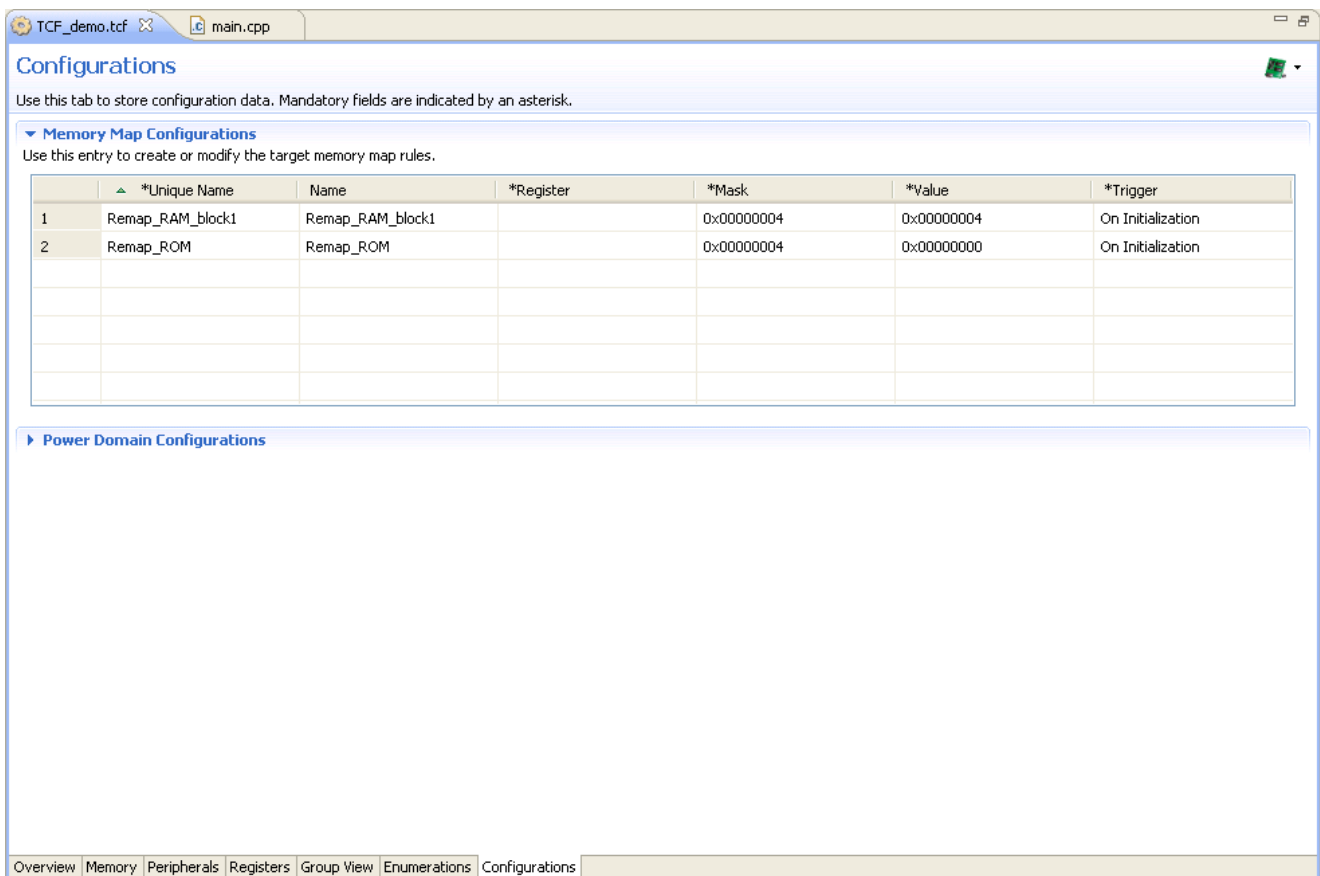 TCF_demo.tcf main.cpp
Configurations
Use this tab to store configuration data. Mandatory fields are indicated by an asterisk.
Memory Map Configurations
Use this entry to create or modify the target memory map rules.
*Unique Name Name *Register *Mask *Value *Trigger
1 Remap_RAM_block1 Remap_RAM_block1 0x00000004 0x00000004 On Initialization
2 Remap_ROM Remap_ROM 0x00000004 0x00000000 On Initialization
Power Domain Configurations
Overview Memory Peripherals Registers Group View Enumerations Configurations